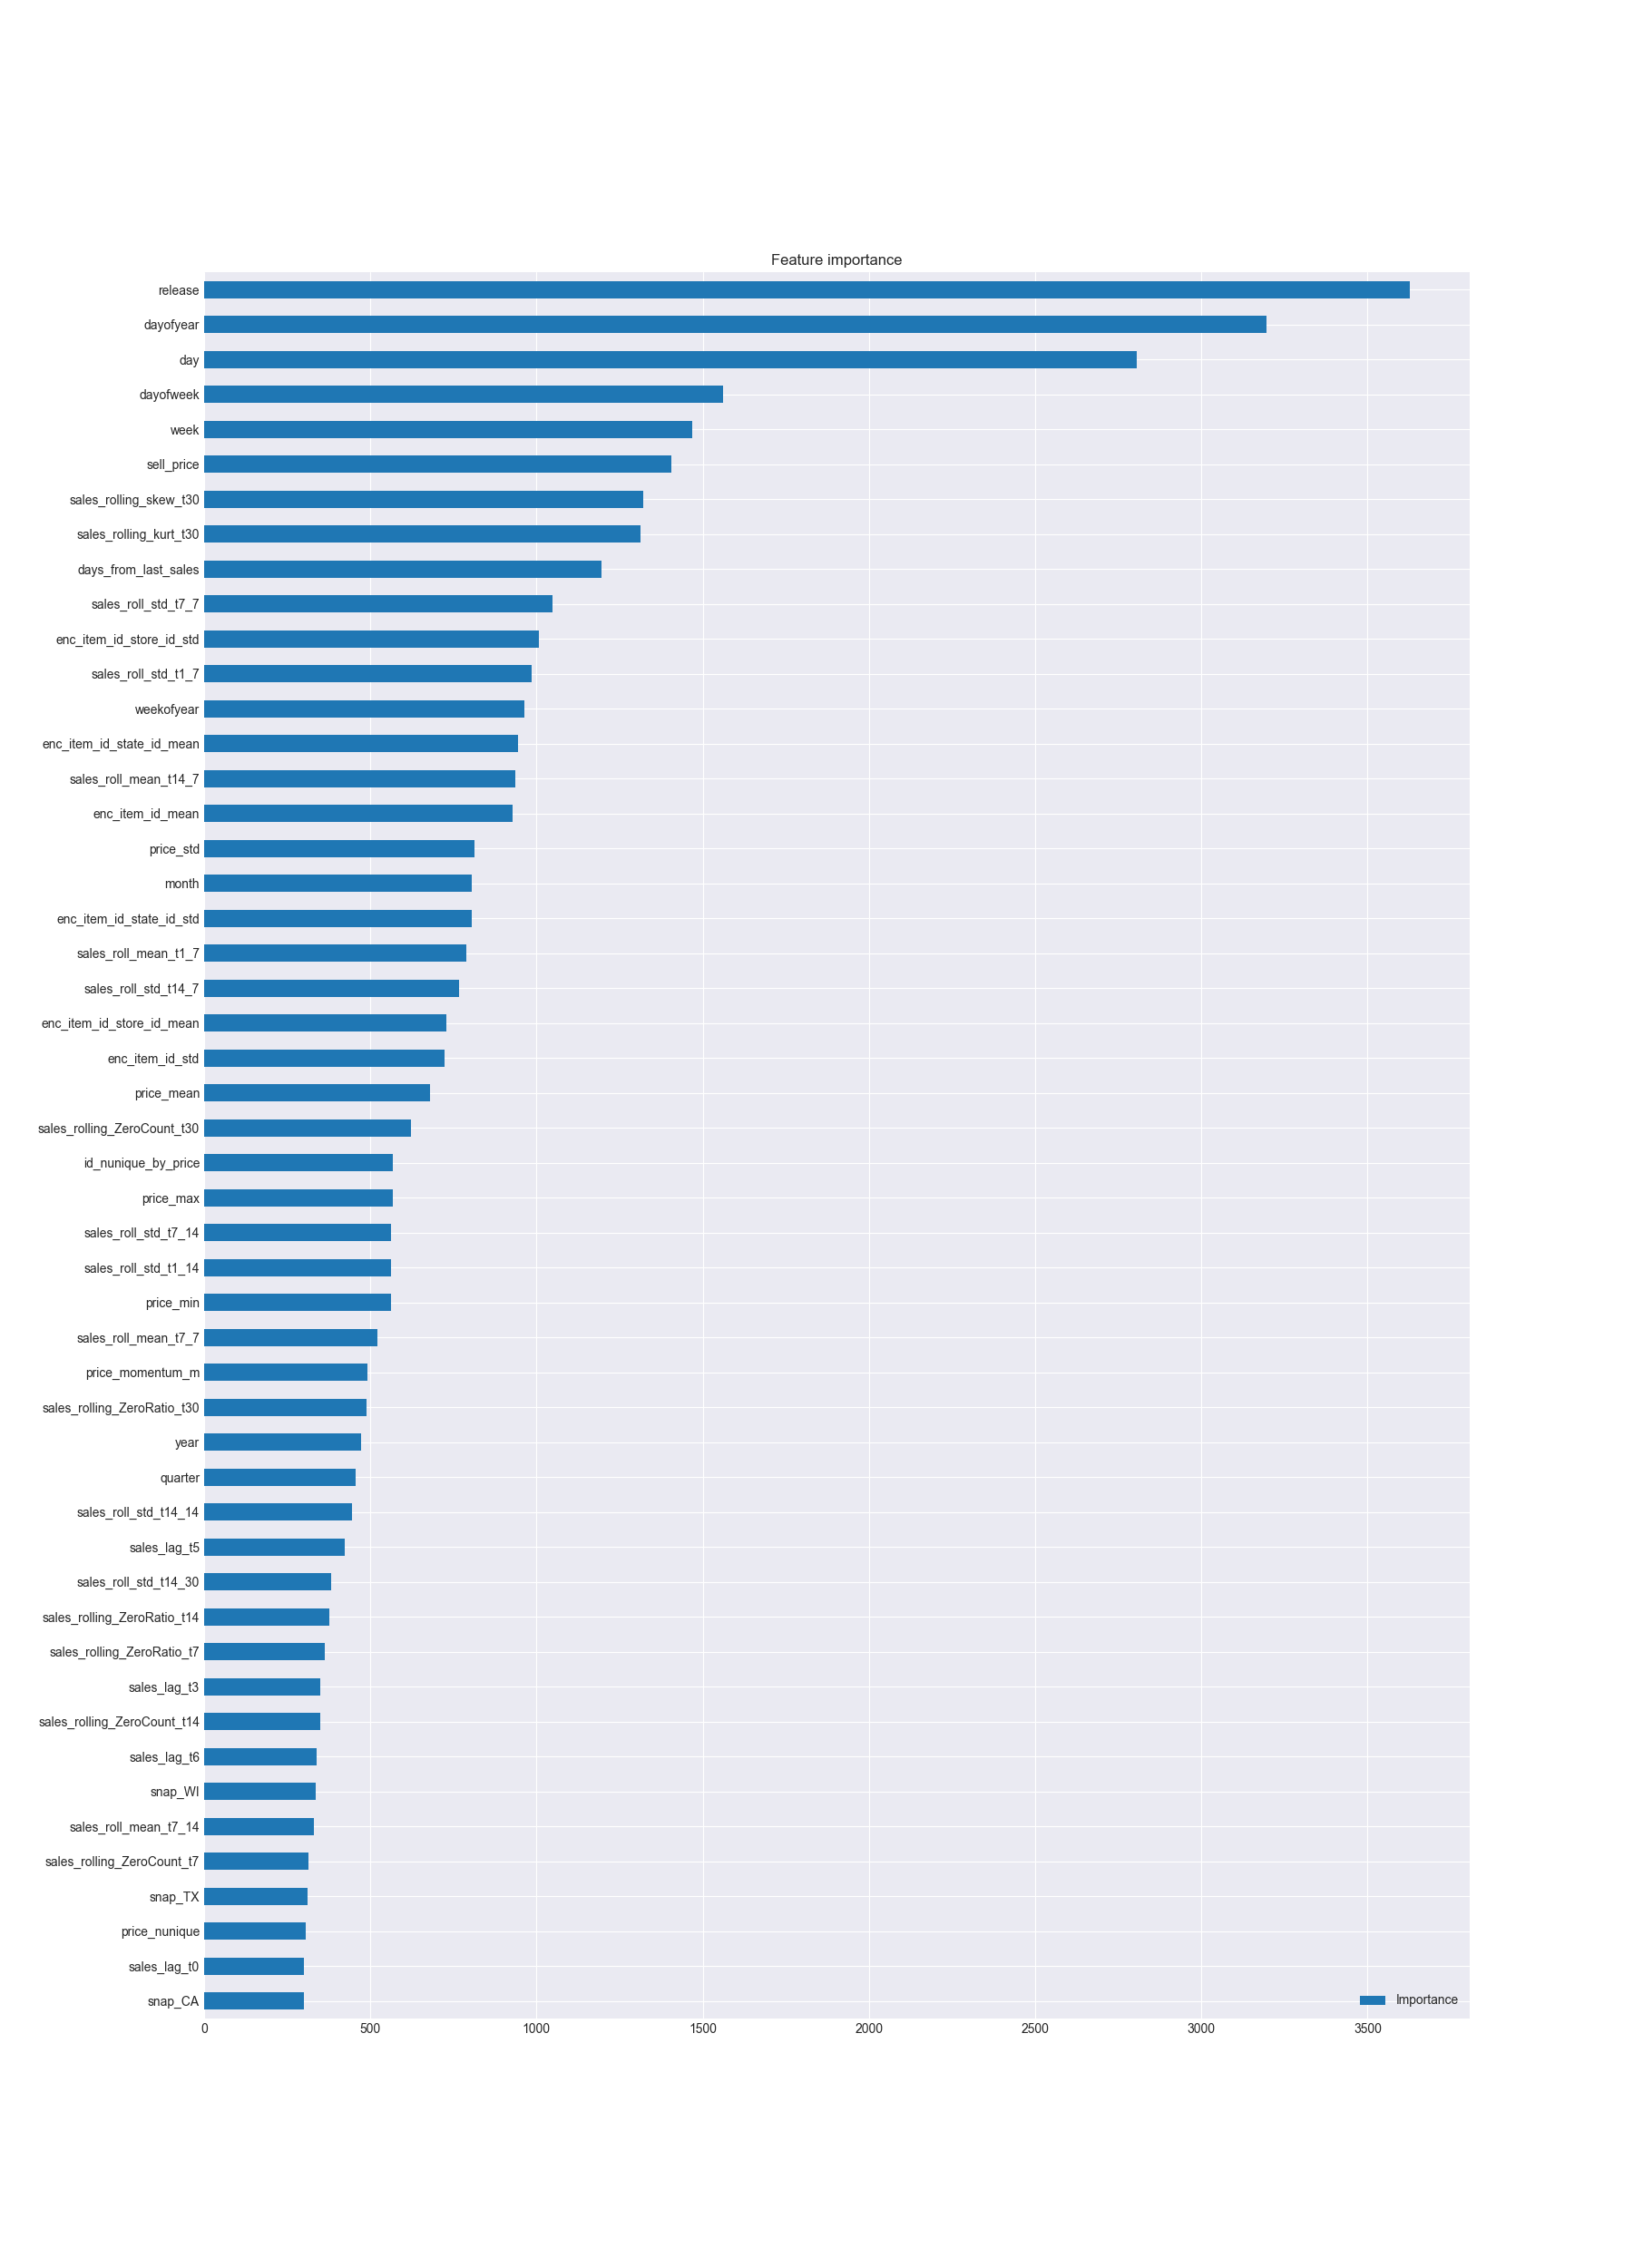 Feature importance
release
dayofyear
day
dayofweek
week
sell_price
sales_rolling_skew_t30
sales_rolling_kurt_t30
days_from_last_sales
sales_roll_std_t7_7
enc_item_id_store_id_std
sales_roll_std_t1_7
weekofyear
enc_item_id_state_id_mean
sales_roll_mean_t14_7
enc_item_id_mean
price_std
month
enc_item_id_state_id_std
sales_roll_mean_t1_7
sales_roll_std_t14_7
enc_item_id_store_id_mean
enc_item_id_std
price_mean
sales_rolling_ZeroCount_t30
id_nunique_by_price
price_max
sales_roll_std_t7_14
sales_roll_std_t1_14
price_min
sales_roll_mean_t7_7
price_momentum_m
sales_rolling_ZeroRatio_t30
year
quarter
sales_roll_std_t14_14
sales_lag_t5
sales_roll_std_t14_30
sales_rolling_ZeroRatio_t14
sales_rolling_ZeroRatio_t7
sales_lag_t3
sales_rolling_ZeroCount_t14
sales_lag_t6
snap_WI
sales_roll_mean_t7_14
sales_rolling_ZeroCount_t7
snap_TX
price_nunique
sales_lag_t0
snap_CA
Importance
0 500 1000 1500 2000 2500 3000 3500